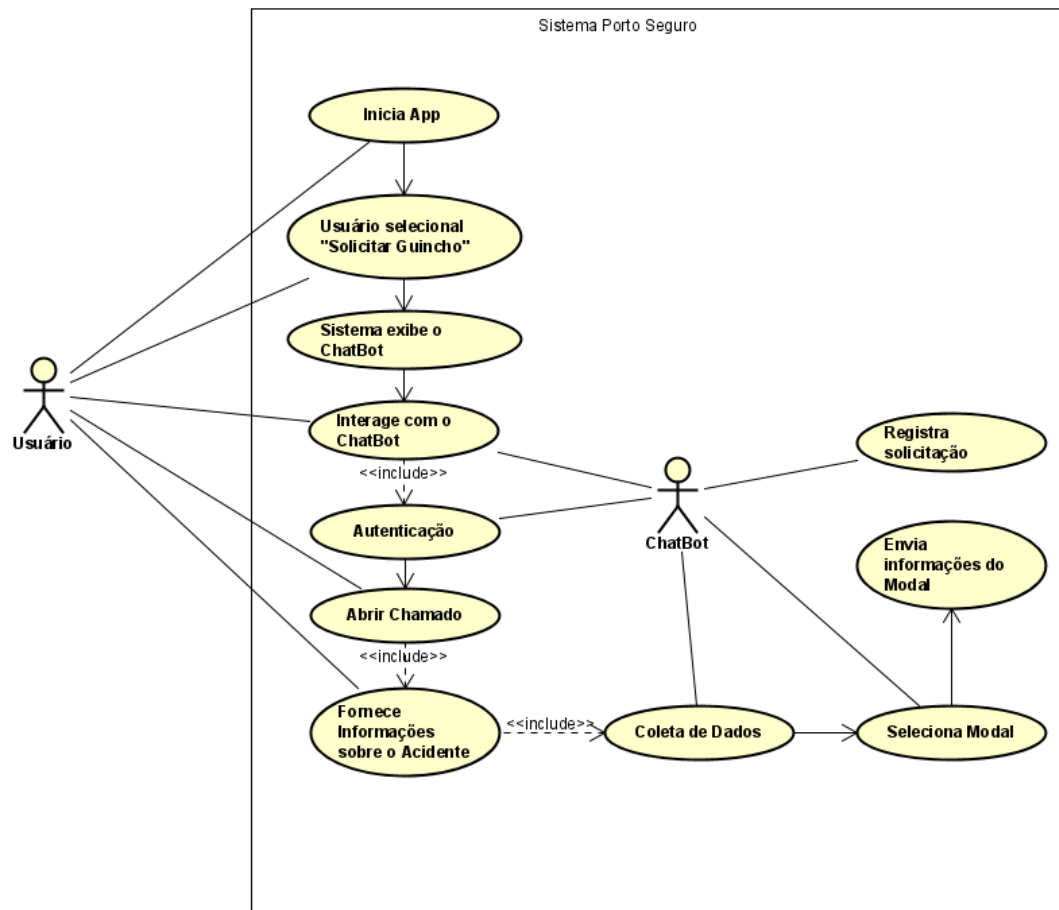 Sistema Porto Seguro
Inicia App
Usuário selecional
"Solicitar Guincho"
Sistema exibe o
ChatBot
Interage com o
ChatBot
<<include>>
Autenticação
Abrir Chamado
<<include>>
Fornece
Informações
sobre o Acidente
<<include>>
Coleta de Dados
Seleciona Modal
Envia
informações do
Modal
Registra
solicitação
Usuário
ChatBot